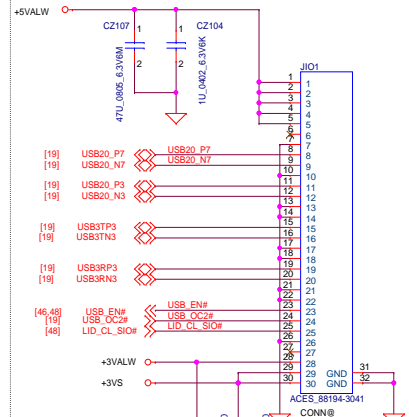 +5VALW
CZ107
CZ104
47U_0805_6.3V6M
1U_0402_6.3V6K
1
2
1
2
JIO1
1 1
2 2
3 3
4 4
5 5
6 6
7 7
[19] USB20_P7 USB20_P7 8 8
[19] USB20_N7 USB20_N7 9 9
10 10
[19] USB20_P3 11 11
[19] USB20_N3 12 12
13 13
14 14
[19] USB3TP3 15 15
[19] USB3TN3 16 16
17 17
18 18
[19] USB3RP3 19 19
[19] USB3RN3 20 20
21 21
22 22
[46,48] USB_EN# USB_EN# 23 23
[19] USB_OC2# USB_OC2# 24 24
[48] LID_CL_SIO# LID_CL_SIO# 25 25
26 26
27 27
+3VALW 28 28
29 29 GND 31
+3VS 30 30 GND 32
ACES_88194-3041
CONN@